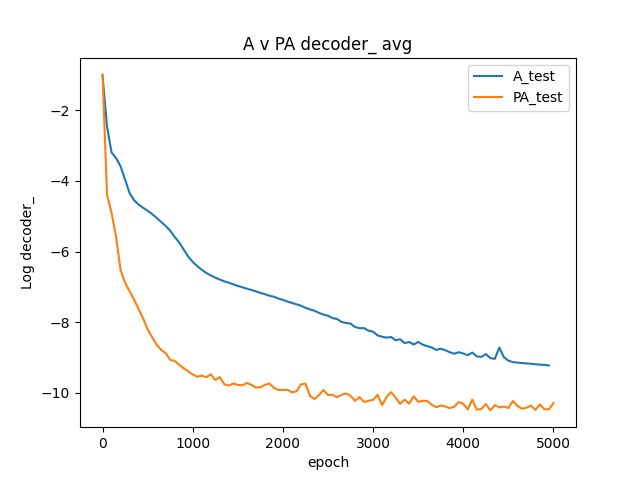 A v PA decoder_ avg
A_test
PA_test
Log decoder_
−2
−4
−6
−8
−10
0
1000
2000
3000
4000
5000
epoch